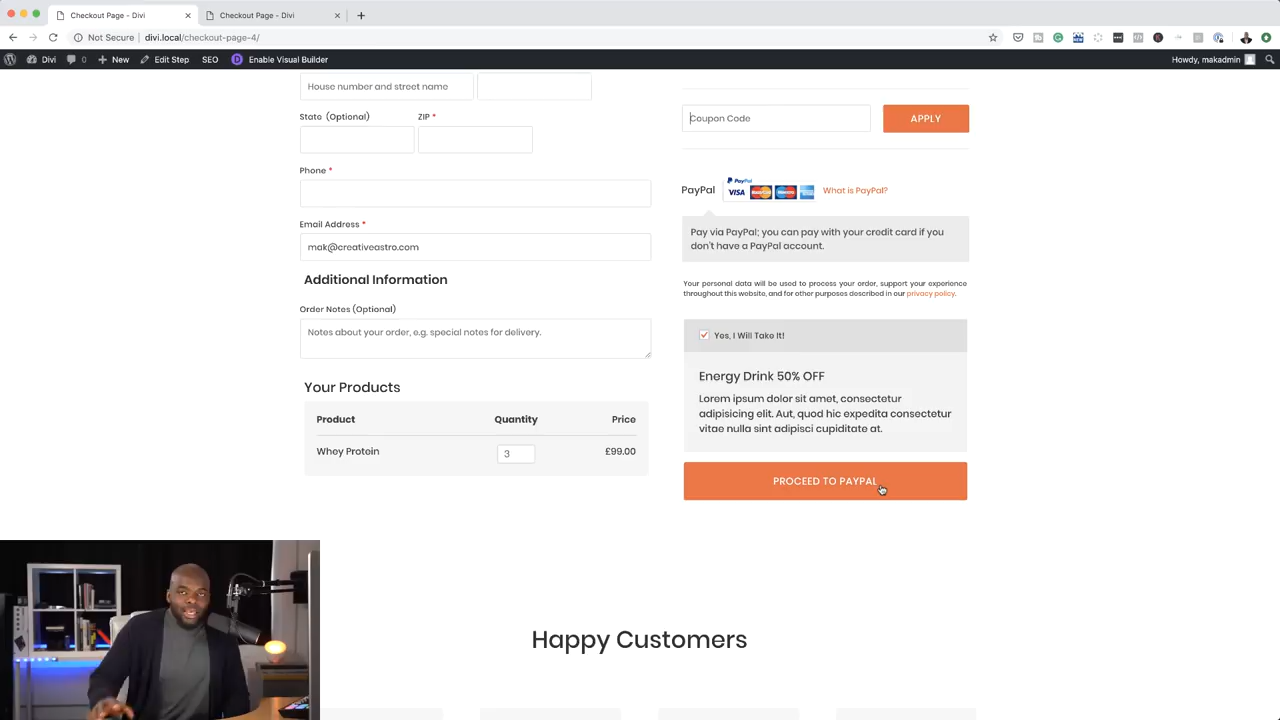 Checkout Page - Divi
Checkout Page - Divi
Not Secure
divi.local/checkout-page-4/
Divi
0
New
Edit Step
SEO
Enable Visual Builder
Howdy, makadmin
House number and street name
State (Optional)
ZIP *
Phone *
Email Address *
mak@creativeastro.com
Additional Information
Order Notes (Optional)
Notes about your order, e.g. special notes for delivery.
Your Products
Product Quantity Price
Whey Protein 3 £99.00
Coupon Code
APPLY
PayPal
PayPal
VISA
What is PayPal?
Pay via PayPal; you can pay with your credit card if you
don't have a PayPal account.
Your personal data will be used to process your order, support your experience
throughout this website, and for other purposes described in our privacy policy.
Yes, I Will Take It!
Energy Drink 50% OFF
Lorem ipsum dolor sit amet, consectetur
adipisicing elit. Aut, quod hic expedita consectetur
vitae nulla sint adipisci cupiditate at.
PROCEED TO PAYPAL
Happy Customers